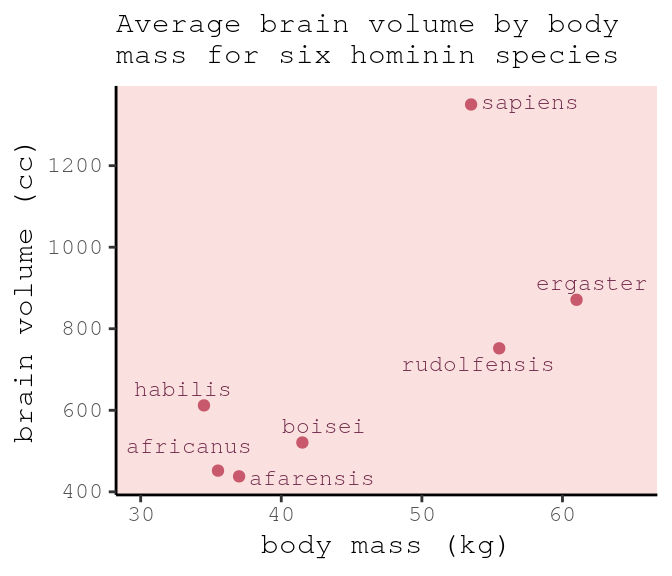 Average brain volume by body
mass for six hominin species
brain volume (cc)
1200
1000
800
600
400
sapiens
ergaster
rudolfensis
habilis
boisei
africanus
afarensis
30 40 50 60
body mass (kg)